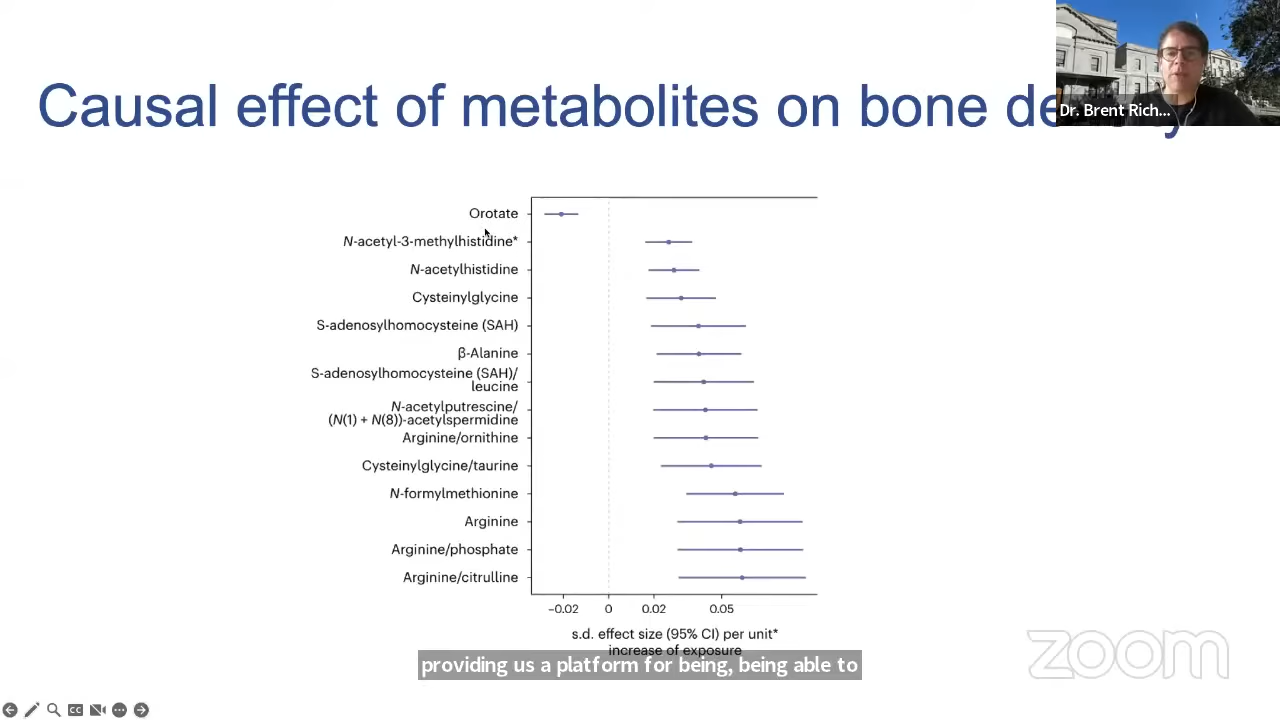 Causal effect of metabolites on bone de
Dr. Brent Rich...
Orotate
N-acetyl-3-methylhistidine*
N-acetylhistidine
Cysteinylglycine
S-adenosylhomocysteine (SAH)
β-Alanine
S-adenosylhomocysteine (SAH)/
leucine
N-acetylputrescine/
(N(1) + N(8))-acetylspermidine
Arginine/ornithine
Cysteinylglycine/taurine
N-formylmethionine
Arginine
Arginine/phosphate
Arginine/citrulline
−0.02 0 0.02 0.05
s.d. effect size (95% CI) per unit*
increase of exposure
providing us a platform for being, being able to
zoom
CC